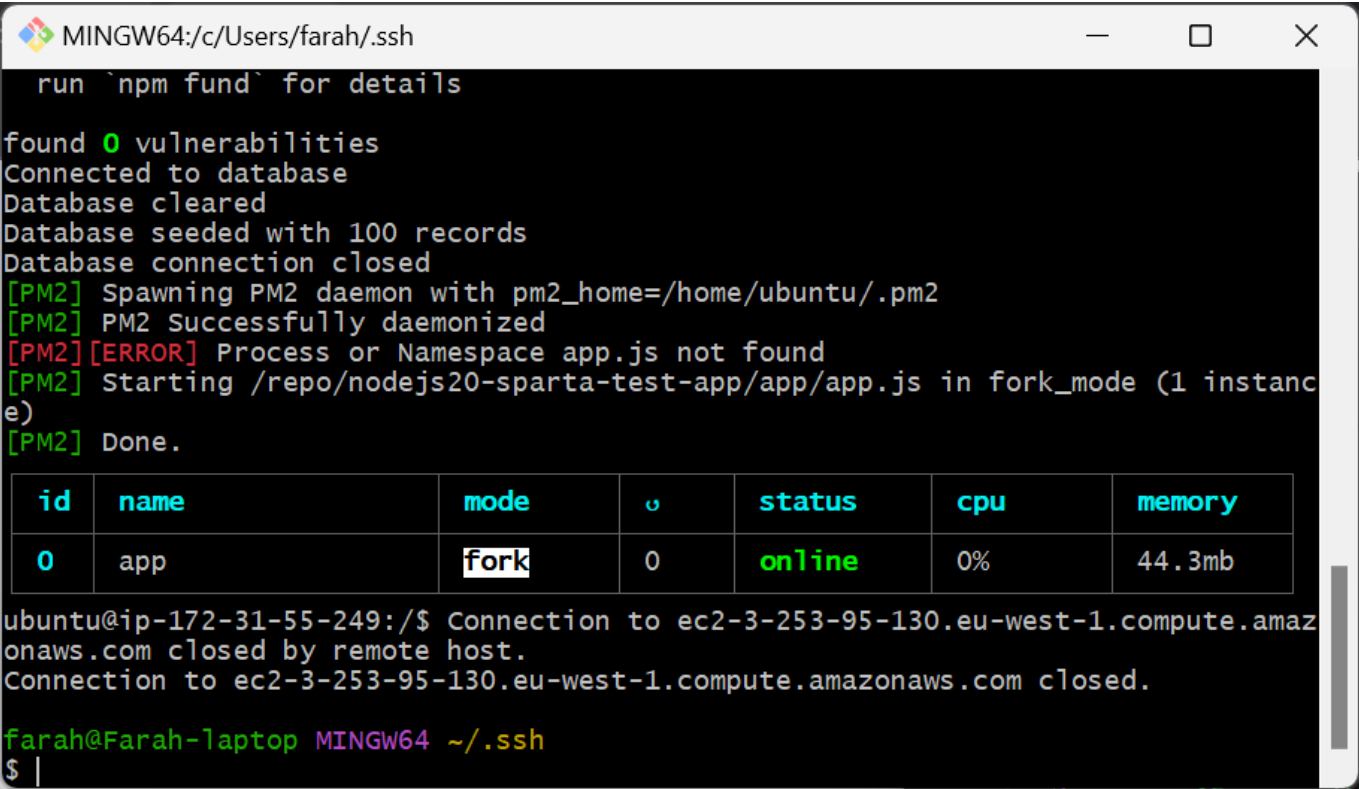 MINGW64:/c/Users/farah/.ssh
run `npm fund` for details
found 0 vulnerabilities
Connected to database
Database cleared
Database seeded with 100 records
Database connection closed
[PM2] Spawning PM2 daemon with pm2_home=/home/ubuntu/.pm2
[PM2] PM2 Successfully daemonized
[PM2][ERROR] Process or Namespace app.js not found
[PM2] Starting /repo/nodejs20-sparta-test-app/app/app.js in fork_mode (1 instanc
e)
[PM2] Done.
id name mode ↺ status cpu memory
0 app fork 0 online 0% 44.3mb
ubuntu@ip-172-31-55-249:/$ Connection to ec2-3-253-95-130.eu-west-1.compute.amaz
onaws.com closed by remote host.
Connection to ec2-3-253-95-130.eu-west-1.compute.amazonaws.com closed.
farah@Farah-laptop MINGW64 ~/.ssh
$